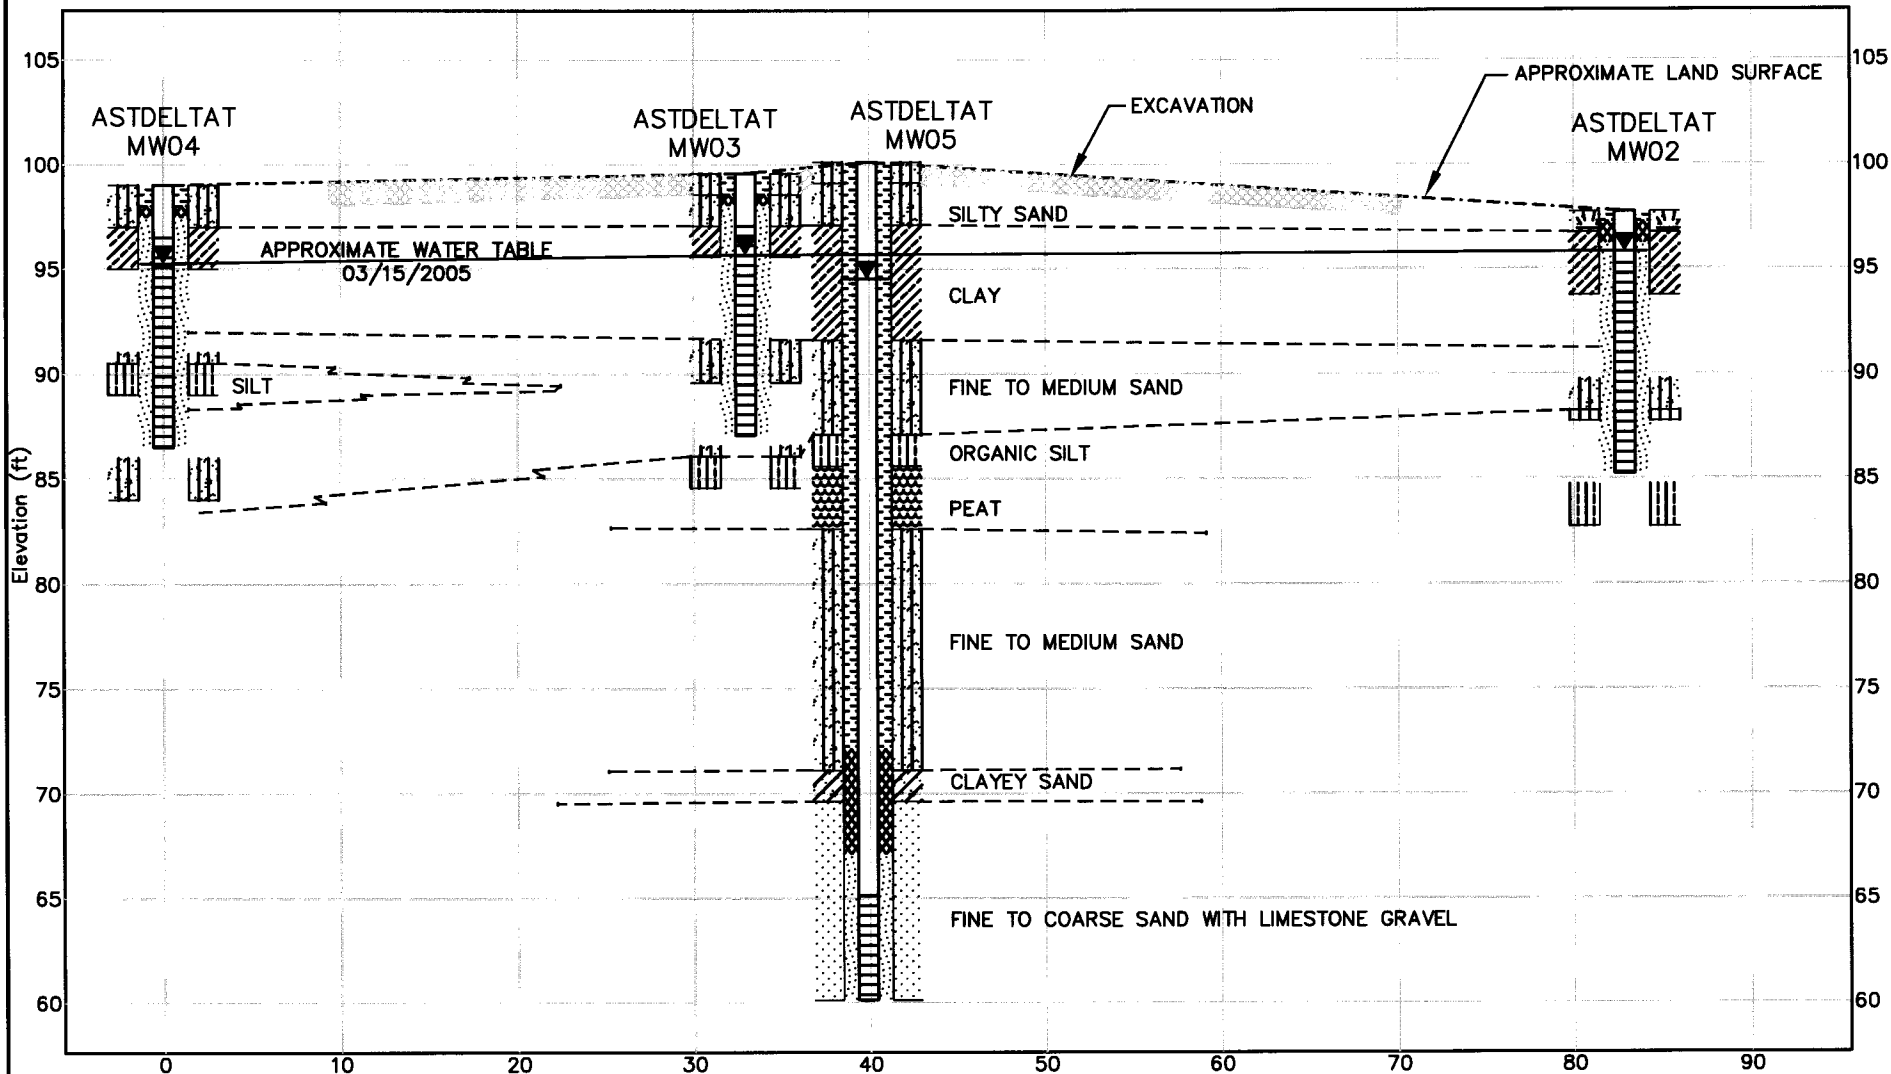 105
105
APPROXIMATE LAND SURFACE
EXCAVATION
ASTDELTAT
MW04
ASTDELTAT
MW03
ASTDELTAT
MW05
ASTDELTAT
MW02
100
100
SILTY SAND
APPROXIMATE WATER TABLE
03/15/2005
95
95
CLAY
90
90
SILT
FINE TO MEDIUM SAND
ORGANIC SILT
85
85
PEAT
Elevation (ft)
80
80
FINE TO MEDIUM SAND
75
75
CLAYEY SAND
70
70
65
65
FINE TO COARSE SAND WITH LIMESTONE GRAVEL
60
60
0 10 20 30 40 50 60 70 80 90